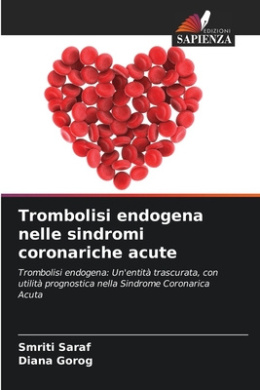 EDIZIONI
SAPIENZA
Trombolisi endogena
nelle sindromi
coronariche acute
Trombolisi endogena: Un'entità trascurata, con
utilità prognostica nella Sindrome Coronarica
Acuta
Smriti Saraf
Diana Gorog